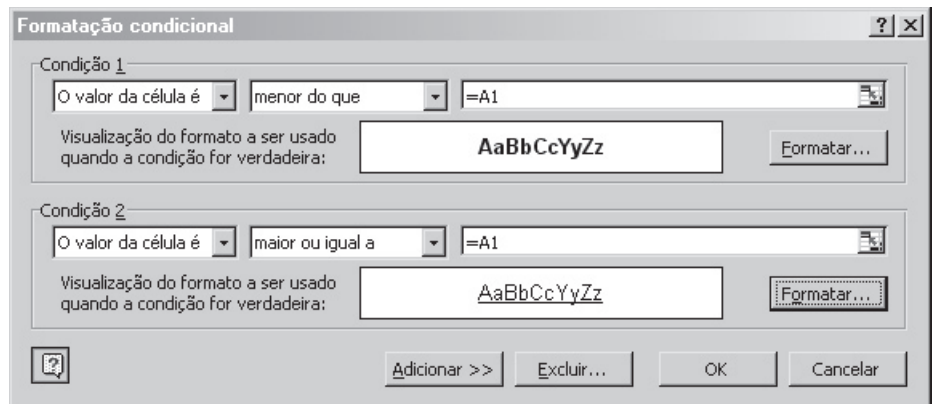 Formatação condicional
Condição 1
O valor da célula é menor do que =A1
Visualização do formato a ser usado
quando a condição for verdadeira:
AaBbCcYyZz
Formatar...
Condição 2
O valor da célula é maior ou igual a =A1
Visualização do formato a ser usado
quando a condição for verdadeira:
AaBbCcYyZz
Formatar...
Adicionar >> Excluir... OK Cancelar